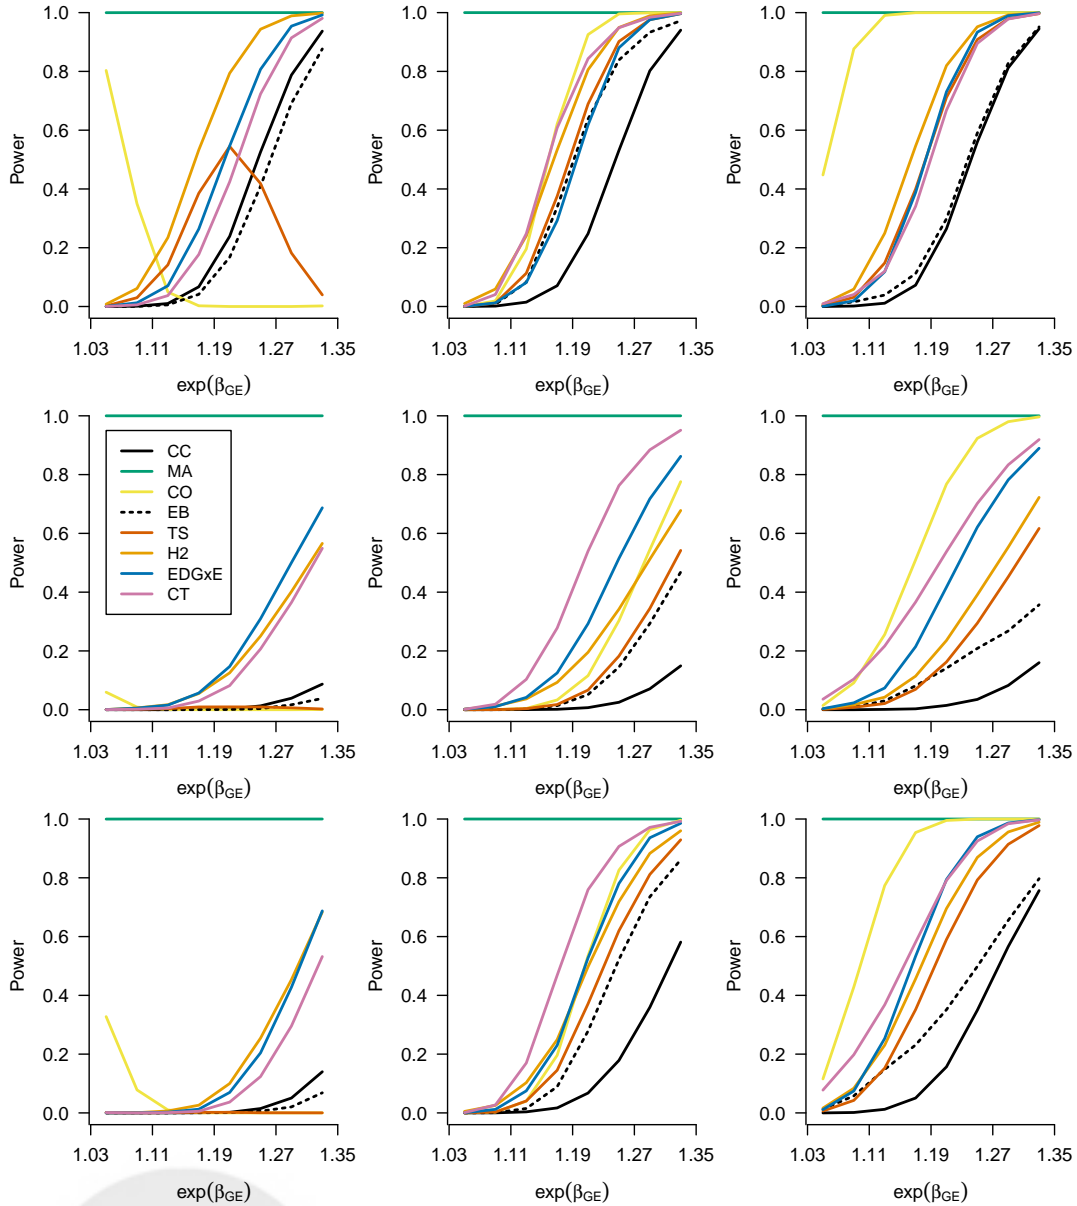 1.0 1.0 1.0
0.8 0.8 0.8
0.6 0.6 0.6
Power Power Power
0.4 0.4 0.4
0.2 0.2 0.2
0.0 0.0 0.0
1.03 1.11 1.19 1.27 1.35 1.03 1.11 1.19 1.27 1.35 1.03 1.11 1.19 1.27 1.35
exp(βGE) exp(βGE) exp(βGE)
1.0 1.0 1.0
CC
MA
0.8 0.8 0.8
CO
EB
0.6 0.6 0.6
TS
Power Power Power
H2
EDGxE
0.4 0.4 0.4
CT
0.2 0.2 0.2
0.0 0.0 0.0
1.03 1.11 1.19 1.27 1.35 1.03 1.11 1.19 1.27 1.35 1.03 1.11 1.19 1.27 1.35
exp(βGE) exp(βGE) exp(βGE)
1.0 1.0 1.0
0.8 0.8 0.8
0.6 0.6 0.6
Power Power Power
0.4 0.4 0.4
0.2 0.2 0.2
0.0 0.0 0.0
1.03 1.11 1.19 1.27 1.35 1.03 1.11 1.19 1.27 1.35 1.03 1.11 1.19 1.27 1.35
exp(βGE) exp(βGE) exp(βGE)